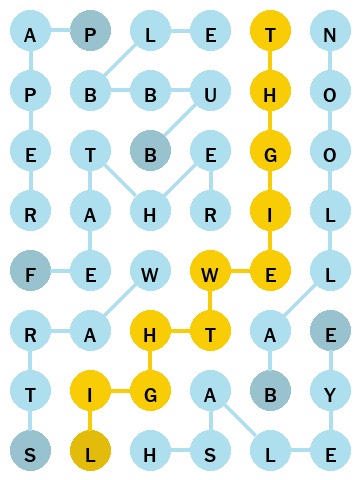 A P L E T N
P B B U H O
E T B E G O
R A H R I L
F E W W E L
R A H T A E
T I G A B Y
S L H S L E